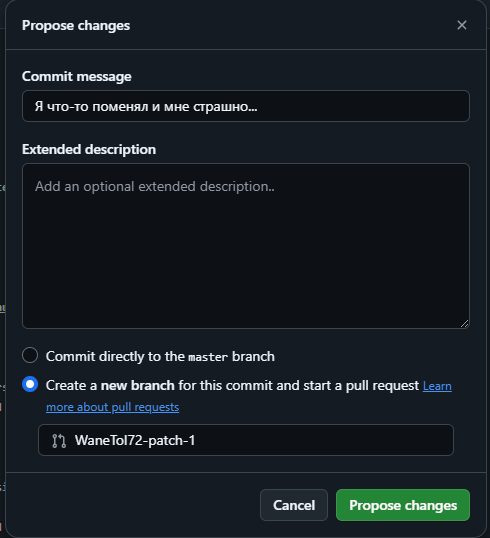 Propose changes
Commit message
Я что-то поменял и мне страшно...
Extended description
Add an optional extended description..
Commit directly to the master branch
Create a new branch for this commit and start a pull request Learn
more about pull requests
WaneTol72-patch-1
Cancel Propose changes